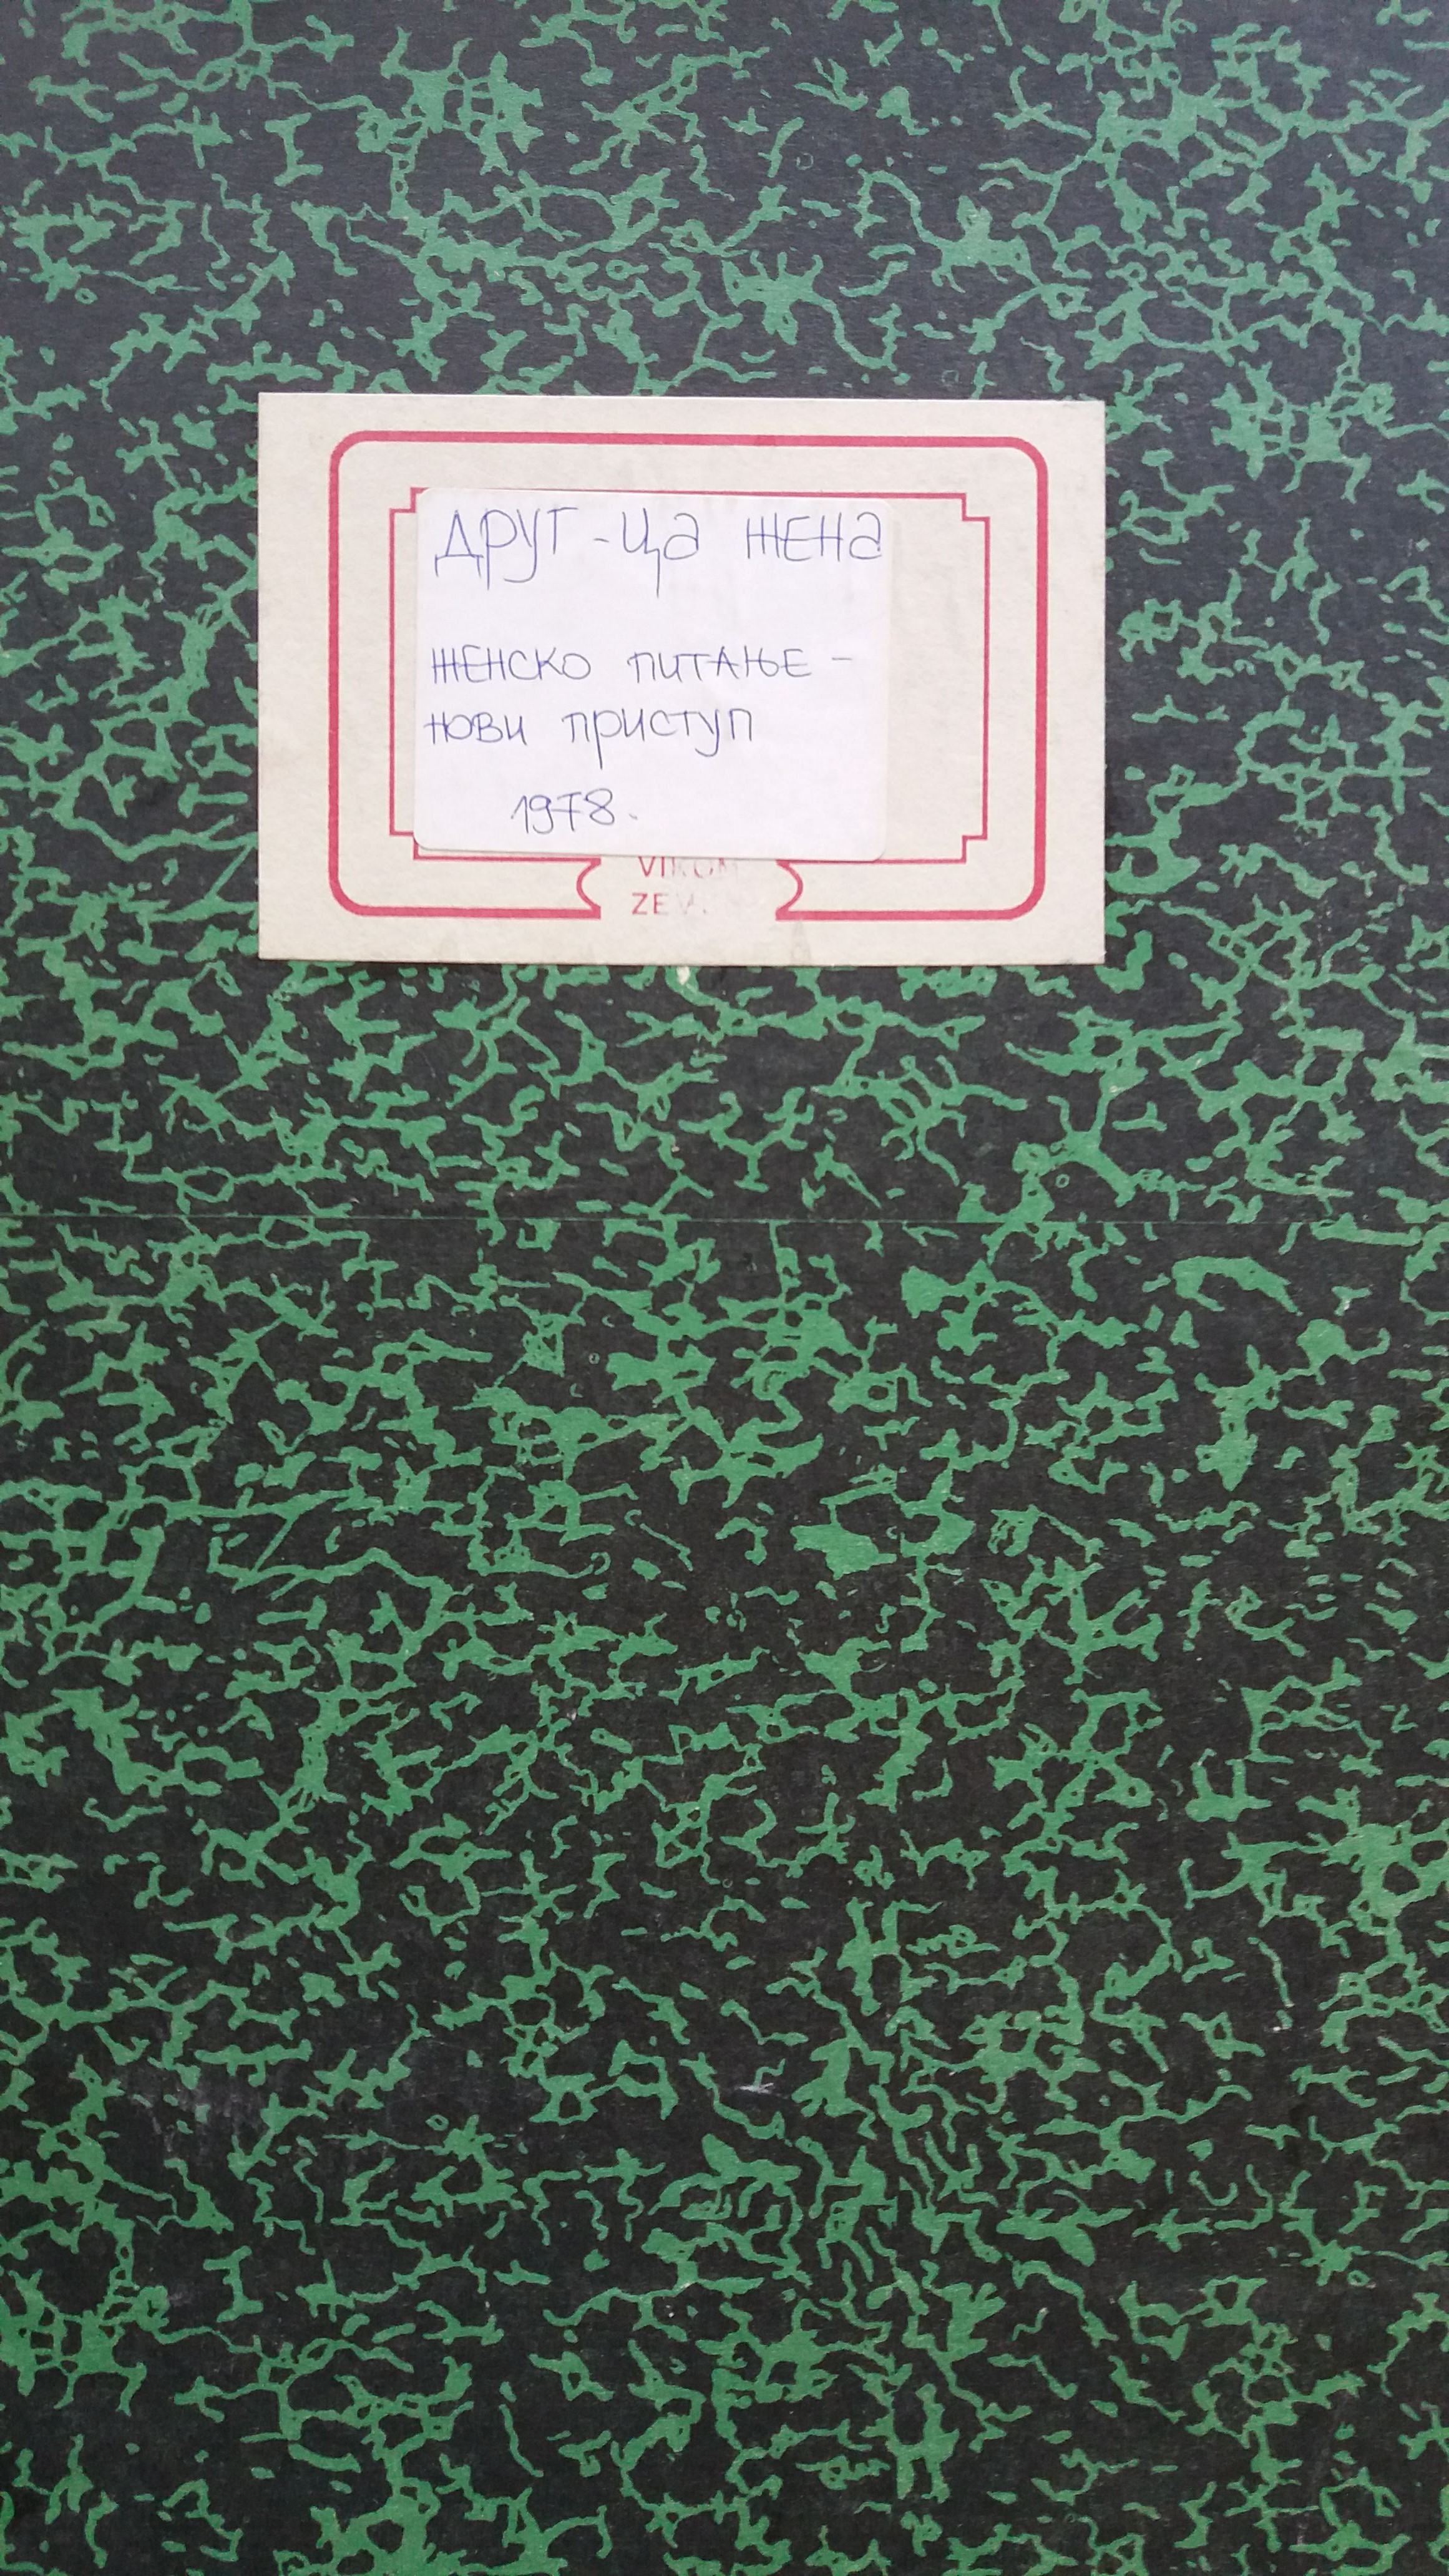 ДРУГ-ЦА ЖЕНА
ЖЕНСКО ПИТАЊЕ -
НОВИ ПРИСТУП
1978.